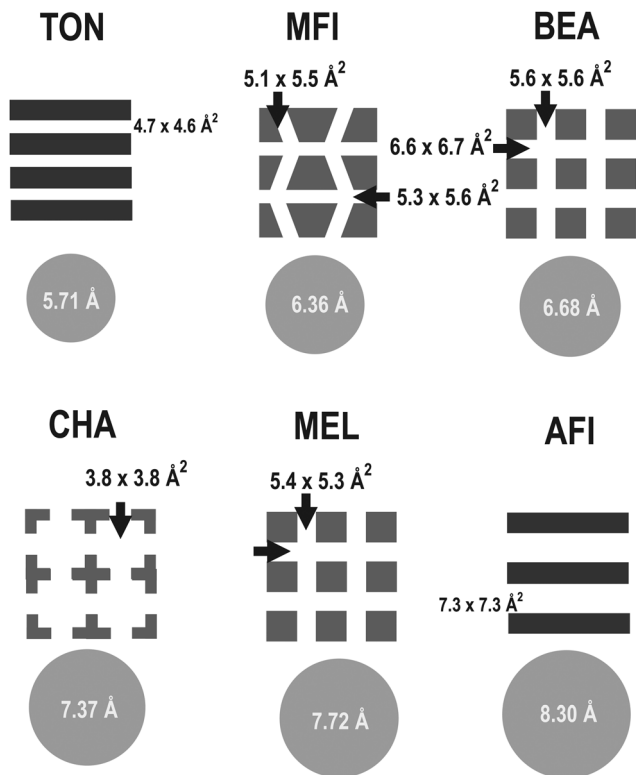 TON
MFI
BEA
5.1 x 5.5 Å²
5.6 x 5.6 Å²
4.7 x 4.6 Å²
6.6 x 6.7 Å²
5.3 x 5.6 Å²
5.71 Å
6.36 Å
6.68 Å
CHA
MEL
AFI
3.8 x 3.8 Å²
5.4 x 5.3 Å²
7.3 x 7.3 Å²
7.37 Å
7.72 Å
8.30 Å